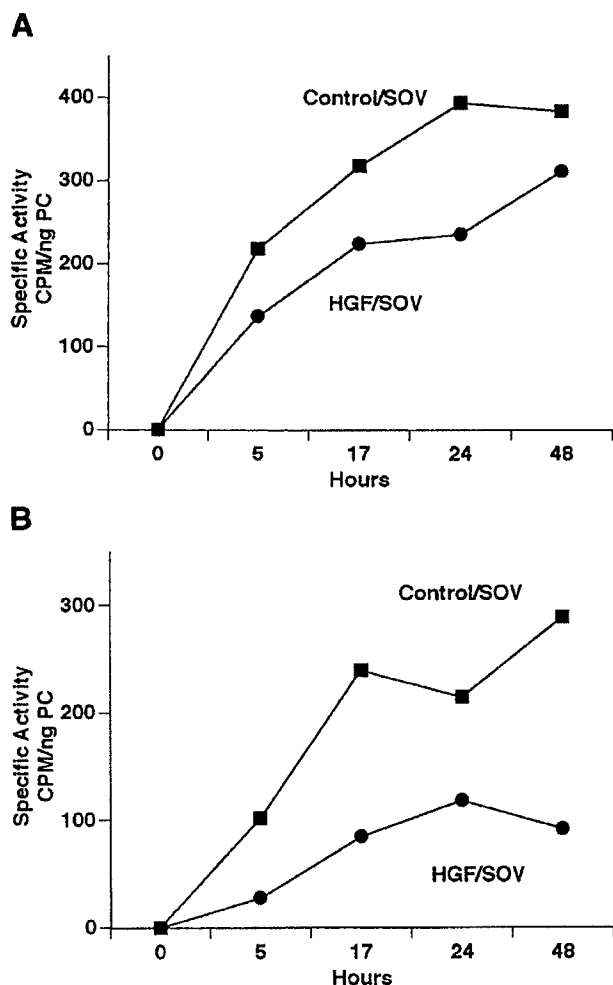 A
Control/SOV
HGF/SOV
Specific Activity
CPM/ng PC
400
300
200
100
0
0 5 17 24 48
Hours
B
Control/SOV
HGF/SOV
Specific Activity
CPM/ng PC
300
200
100
0
0 5 17 24 48
Hours